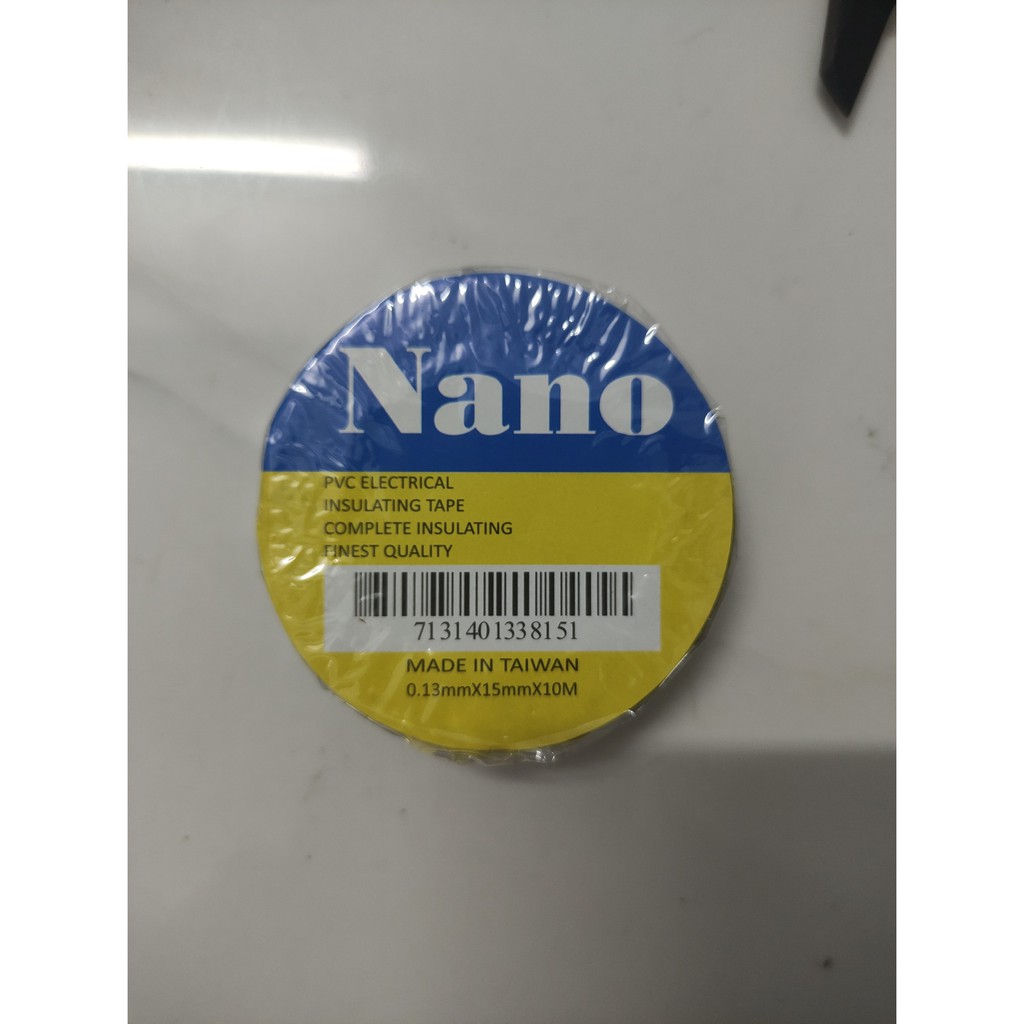 Nano
PVC ELECTRICAL
INSULATING TAPE
COMPLETE INSULATING
FINEST QUALITY
7131401338151
MADE IN TAIWAN
0.13mmX15mmX10M